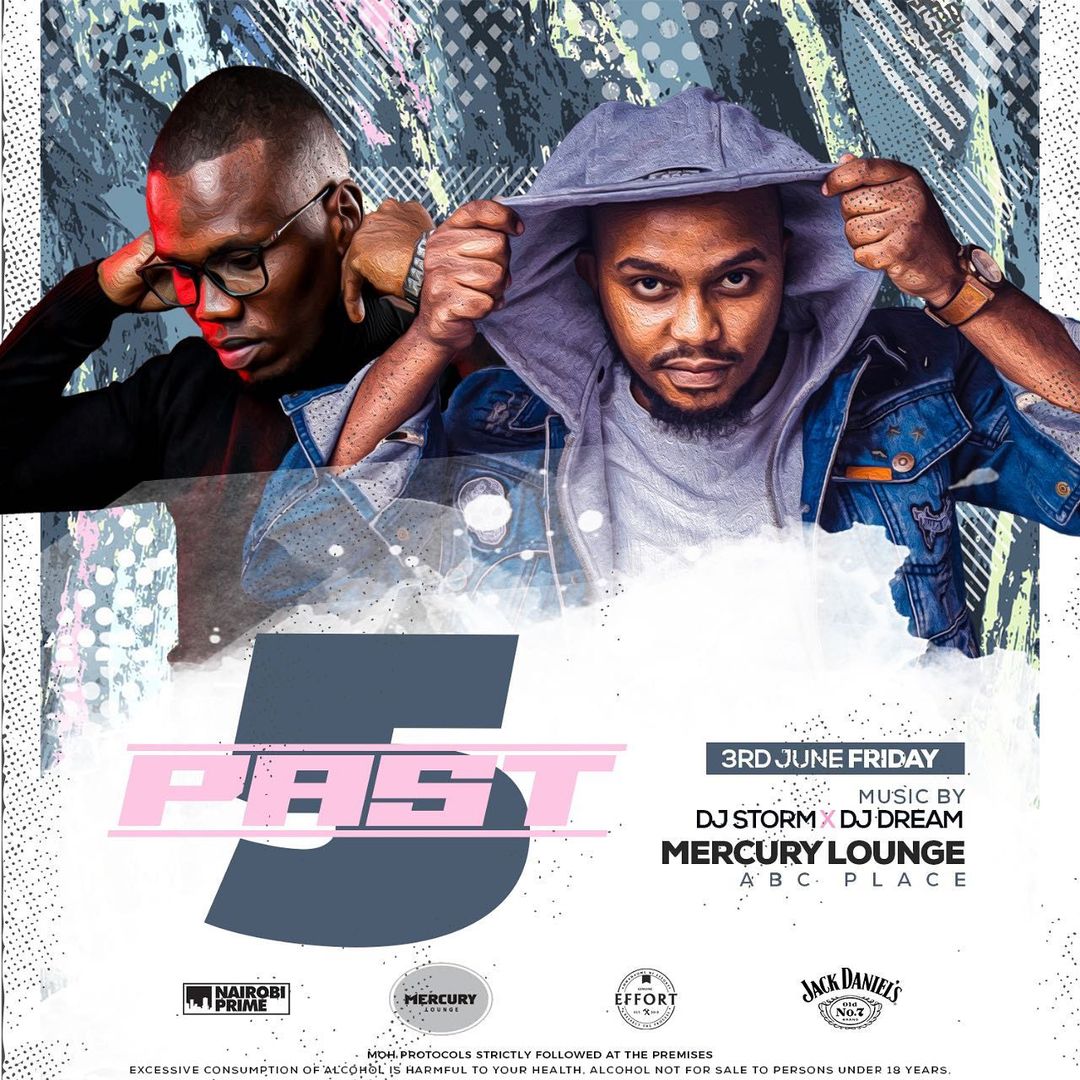 5
PAST
3RD JUNE FRIDAY
MUSIC BY
DJ STORM X DJ DREAM
MERCURY LOUNGE
ABC PLACE
NAIROBI
PRIME
MERCURY
LOUNGE
GENUINE
EFFORT
JACK DANIEL'S
Old
No.7
BRAND
MOH PROTOCOLS STRICTLY FOLLOWED AT THE PREMISES
EXCESSIVE CONSUMPTION OF ALCOHOL IS HARMFUL TO YOUR HEALTH, ALCOHOL NOT FOR SALE TO PERSONS UNDER 18 YEARS.